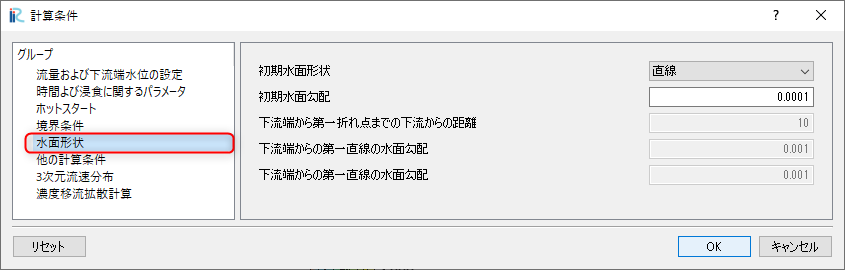 計算条件
グループ
流量および下流端水位の設定
時間及び浸食に関するパラメータ
ホットスタート
境界条件
水面形状
他の計算条件
3次元流速分布
濃度移流拡散計算
初期水面形状
直線
初期水面勾配
0.0001
下流端から第一折れ点までの下流からの距離
10
下流端からの第一直線の水面勾配
0.001
下流端からの第一直線の水面勾配
0.001
リセット
OK
キャンセル